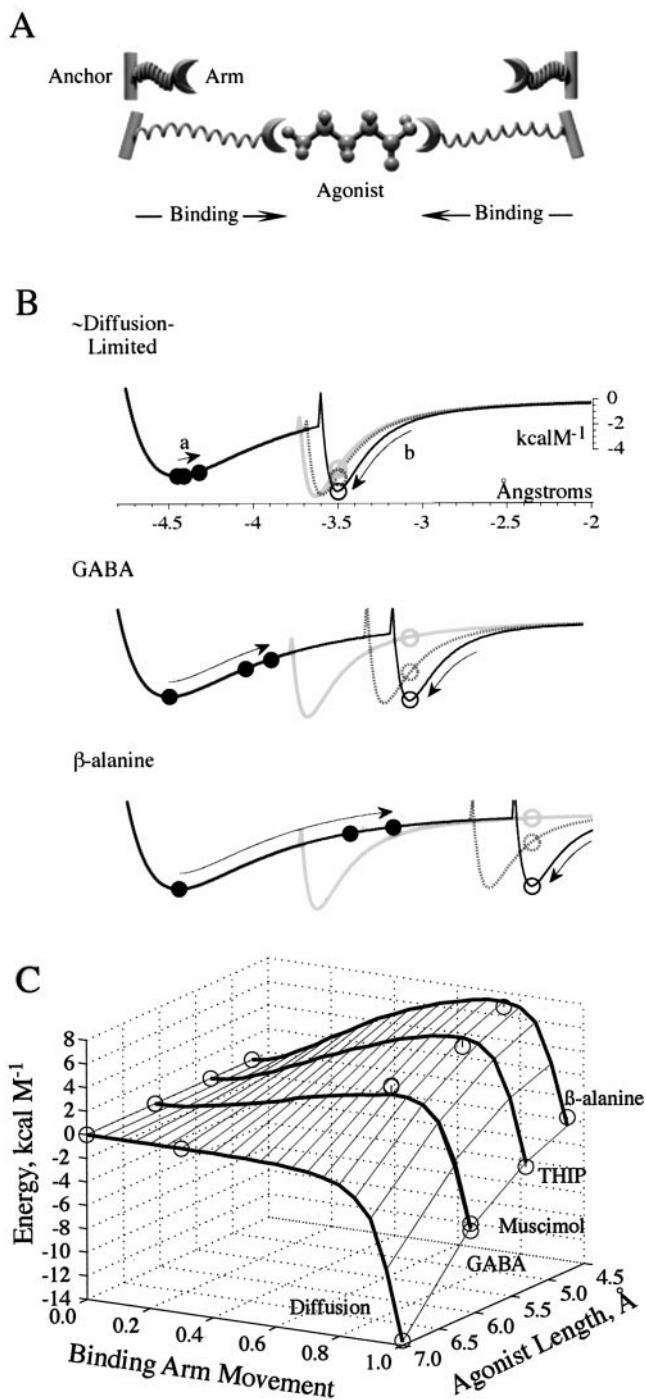 A
Anchor
Arm
Agonist
Binding
Binding
B
~Diffusion-
Limited
a
b
0
-2
-4
kcalM-1
Ångstroms
-4.5
-4
-3.5
-3
-2.5
-2
GABA
β-alanine
C
8
6
4
2
0
-2
-4
-6
-8
-10
-12
-14
Energy, kcal M-1
0.0
0.2
0.4
0.6
0.8
1.0
Binding Arm Movement
7.0
6.5
6.0
5.5
5.0
4.5
Agonist Length, Å
Diffusion
GABA
Muscimol
THIP
ß-alanine